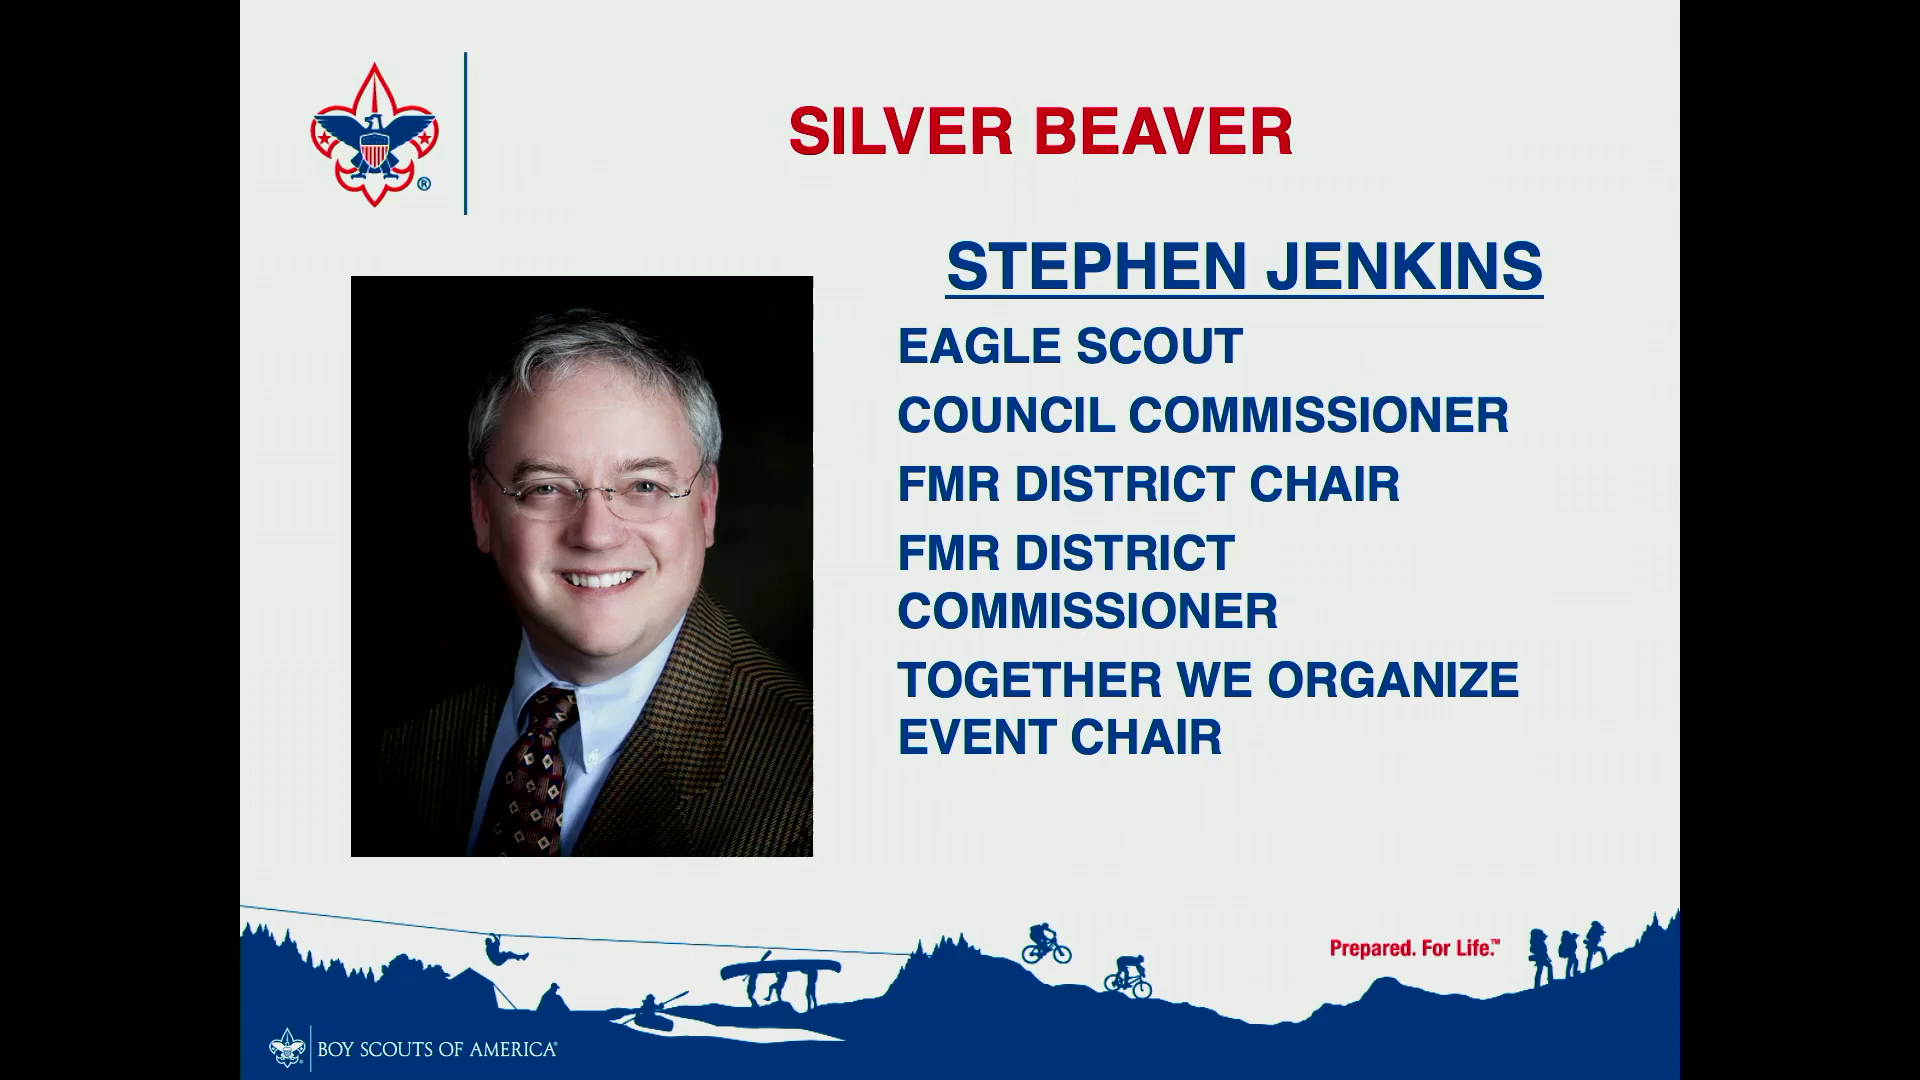 SILVER BEAVER
STEPHEN JENKINS
EAGLE SCOUT
COUNCIL COMMISSIONER
FMR DISTRICT CHAIR
FMR DISTRICT
COMMISSIONER
TOGETHER WE ORGANIZE
EVENT CHAIR
Prepared. For Life.™
BOY SCOUTS OF AMERICA®
®